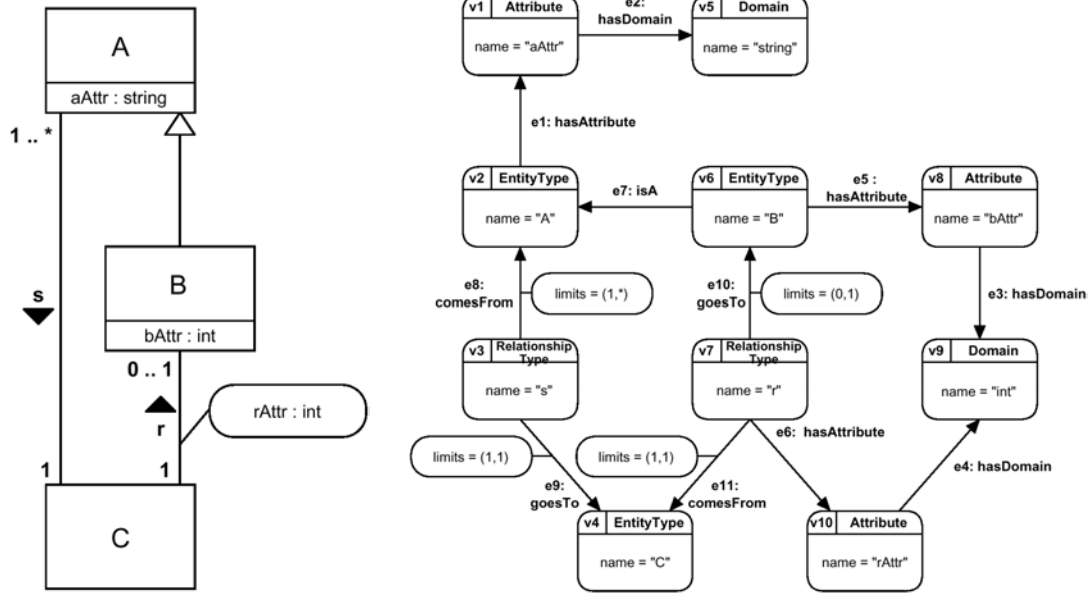 A
aAttr : string
1 .. *
s
B
bAttr : int
0 .. 1
r
rAttr : int
1
1
C
v1 Attribute
name = "aAttr"
e2:
hasDomain
v5 Domain
name = "string"
e1: hasAttribute
v2 EntityType
name = "A"
e7: isA
v6 EntityType
name = "B"
e5 :
hasAttribute
v8 Attribute
name = "bAttr"
e8:
comesFrom
limits = (1,*)
e10:
goesTo
limits = (0,1)
e3: hasDomain
v3 Relationship
Type
name = "s"
v7 Relationship
Type
name = "r"
v9 Domain
name = "int"
limits = (1,1)
e9:
goesTo
limits = (1,1)
e11:
comesFrom
e6: hasAttribute
e4: hasDomain
v4 EntityType
name = "C"
v10 Attribute
name = "rAttr"